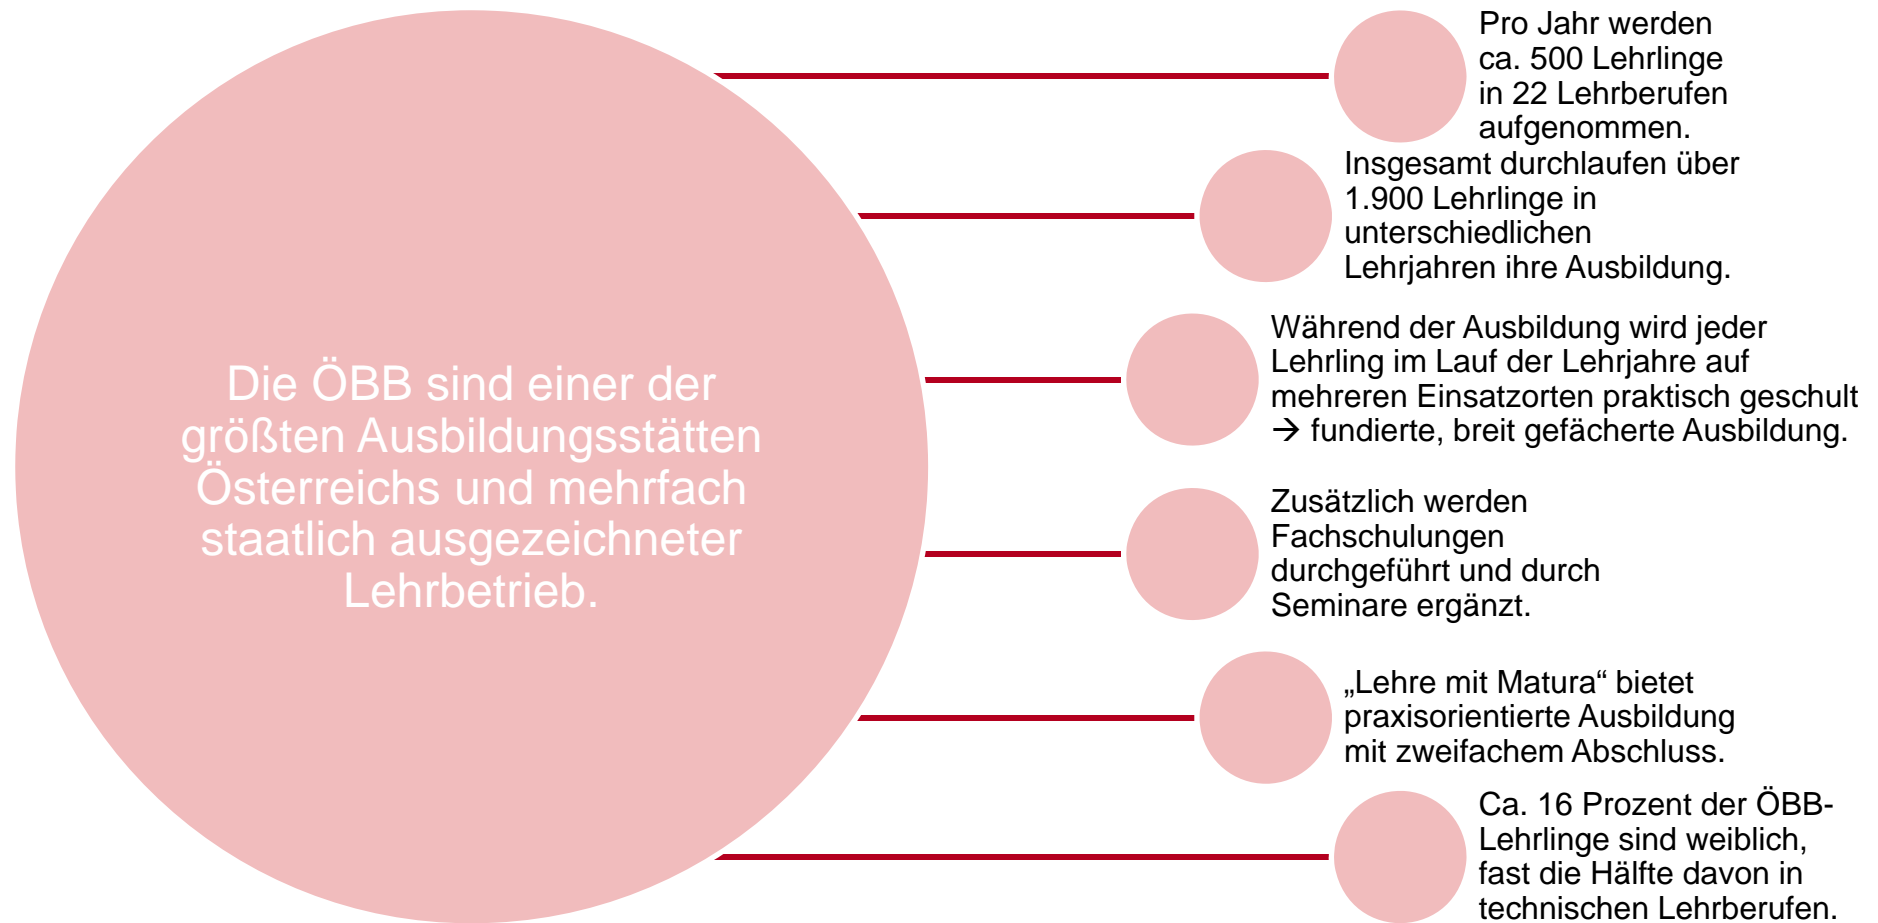 Die ÖBB sind einer der
größten Ausbildungsstätten
Österreichs und mehrfach
staatlich ausgezeichneter
Lehrbetrieb.
Pro Jahr werden
ca. 500 Lehrlinge
in 22 Lehrberufen
aufgenommen.
Insgesamt durchlaufen über
1.900 Lehrlinge in
unterschiedlichen
Lehrjahren ihre Ausbildung.
Während der Ausbildung wird jeder
Lehrling im Lauf der Lehrjahre auf
mehreren Einsatzorten praktisch geschult
→ fundierte, breit gefächerte Ausbildung.
Zusätzlich werden
Fachschulungen
durchgeführt und durch
Seminare ergänzt.
„Lehre mit Matura“ bietet
praxisorientierte Ausbildung
mit zweifachem Abschluss.
Ca. 16 Prozent der ÖBB-
Lehrlinge sind weiblich,
fast die Hälfte davon in
technischen Lehrberufen.